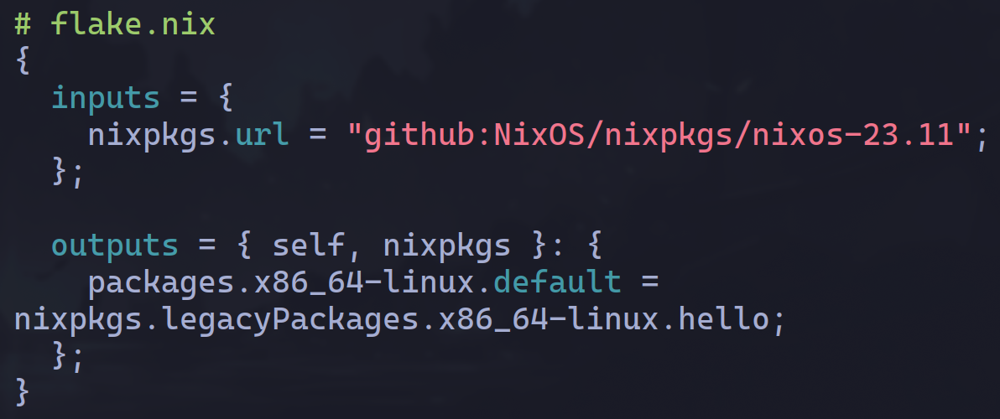 # flake.nix
{
  inputs = {
    nixpkgs.url = "github:NixOS/nixpkgs/nixos-23.11";
  };

  outputs = { self, nixpkgs }: {
    packages.x86_64-linux.default =
nixpkgs.legacyPackages.x86_64-linux.hello;
  };
}